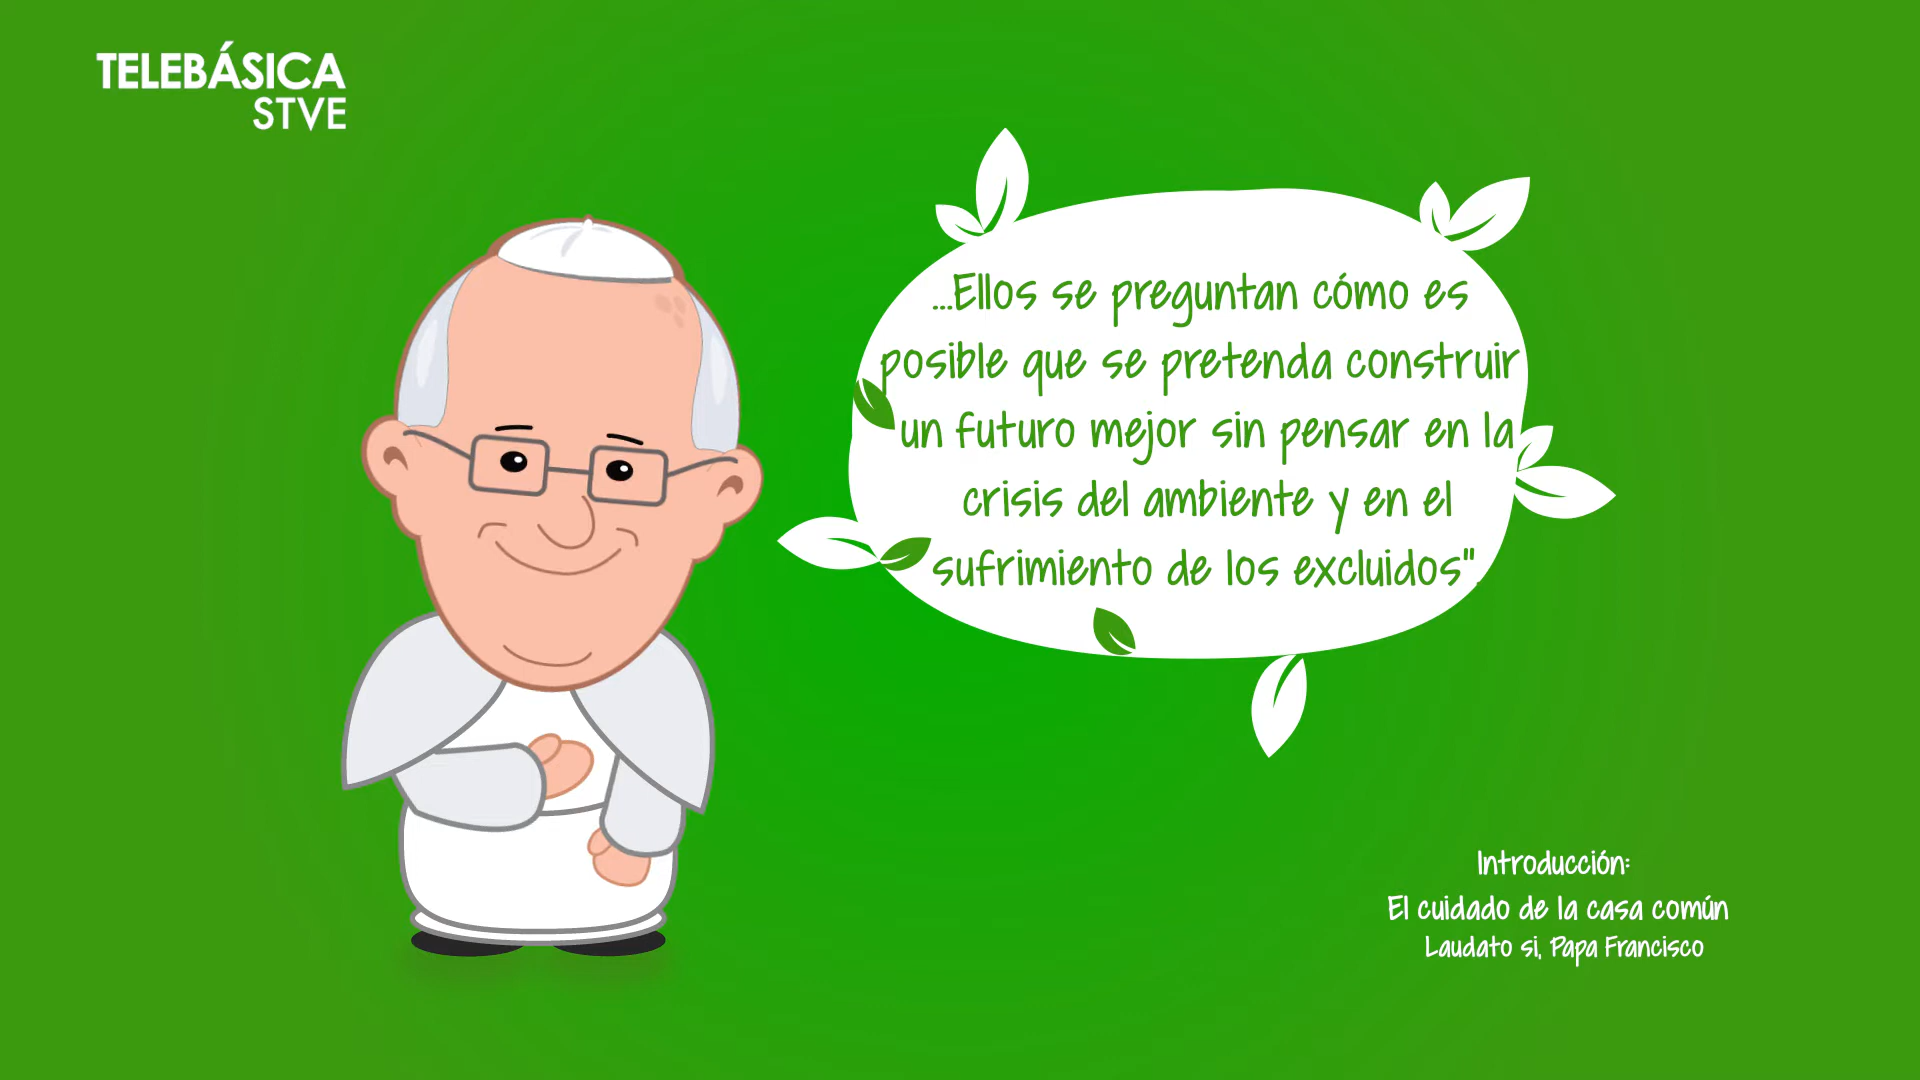 TELEBÁSICA
STVE
...Ellos se preguntan cómo es
posible que se pretenda construir
un futuro mejor sin pensar en la
crisis del ambiente y en el
sufrimiento de los excluidos".
Introducción:
El cuidado de la casa común
Laudato si, Papa Francisco